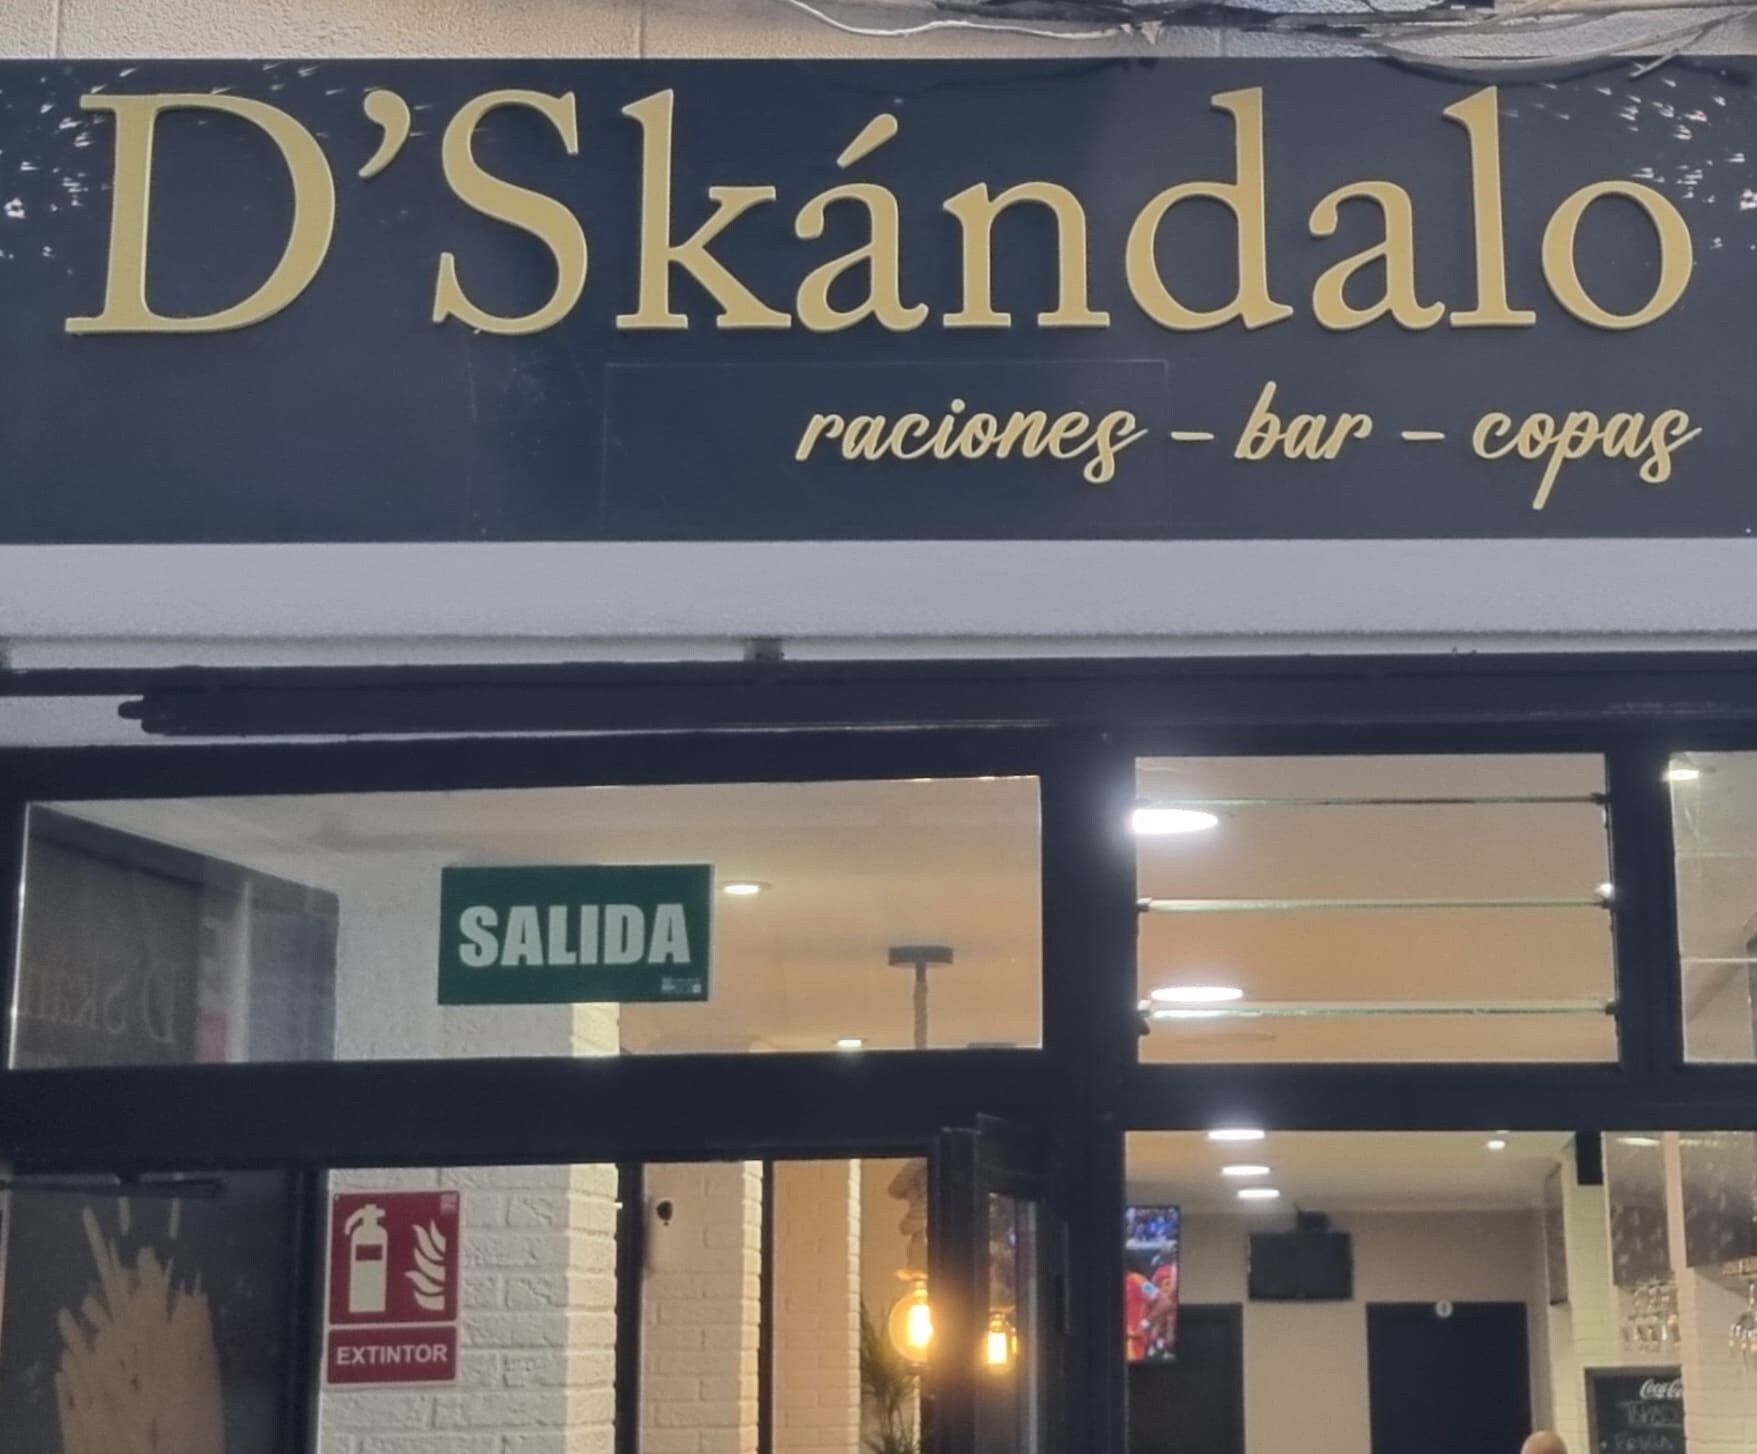 D’Skándalo
raciones - bar - copas
SALIDA
EXTINTOR